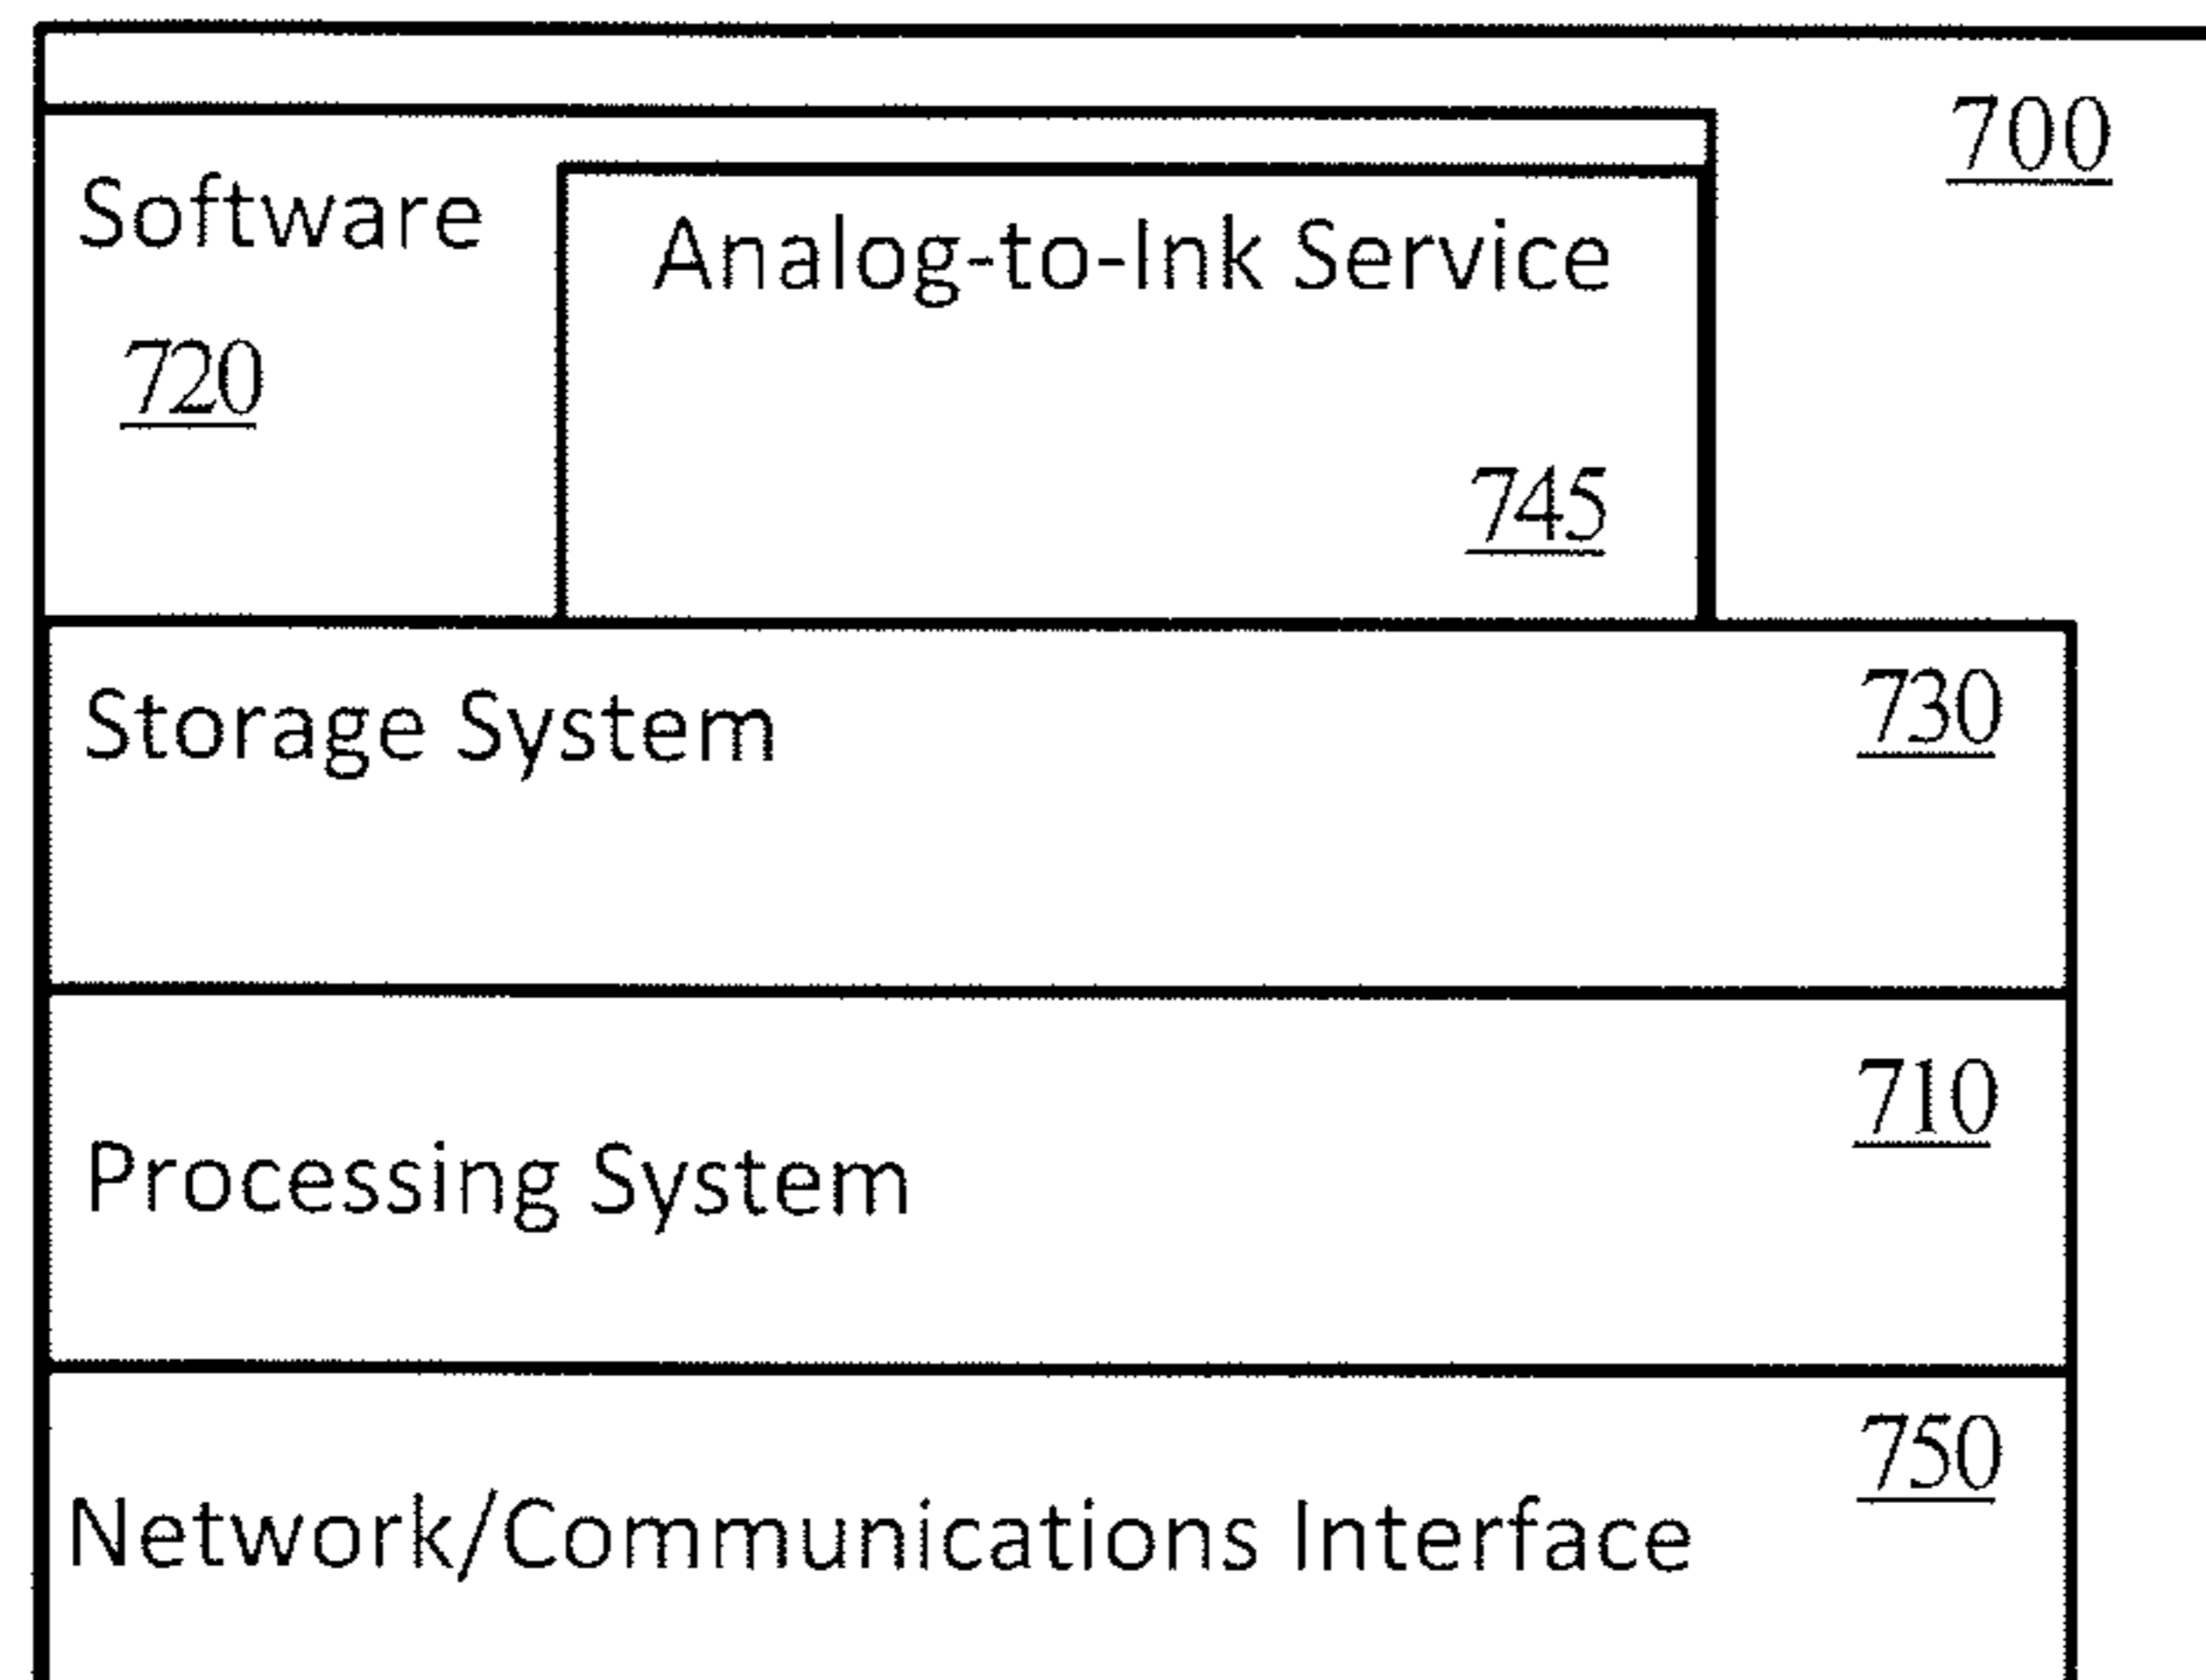 700
Software
Analog-to-Ink Service
720
745
Storage System
730
710
Processing System
750
Network/Communications Interface